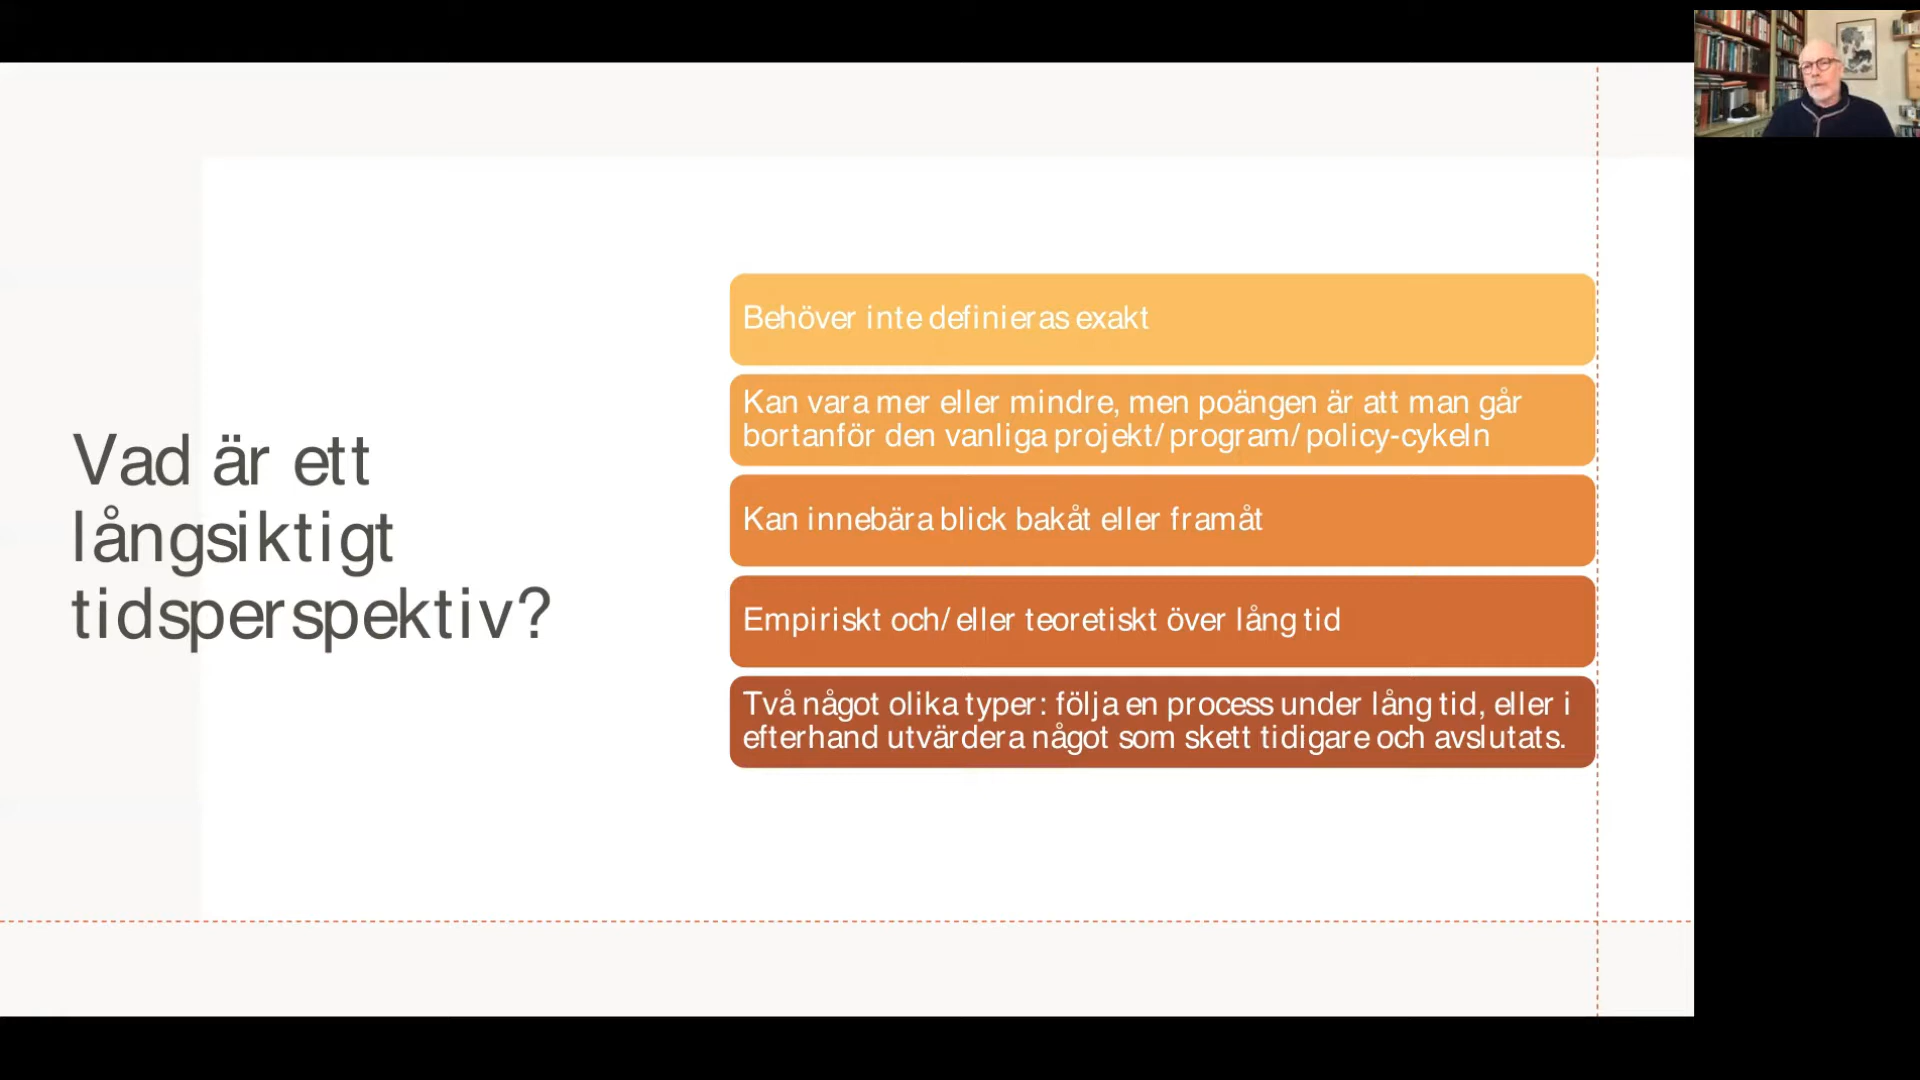 Vad är ett
långsiktigt
tidsperspektiv?
Behöver inte definieras exakt
Kan vara mer eller mindre, men poängen är att man går
bortanför den vanliga projekt/program/policy-cykeln
Kan innebära blick bakåt eller framåt
Empiriskt och/eller teoretiskt över lång tid
Två något olika typer: följa en process under lång tid, eller i
efterhand utvärdera något som skett tidigare och avslutats.